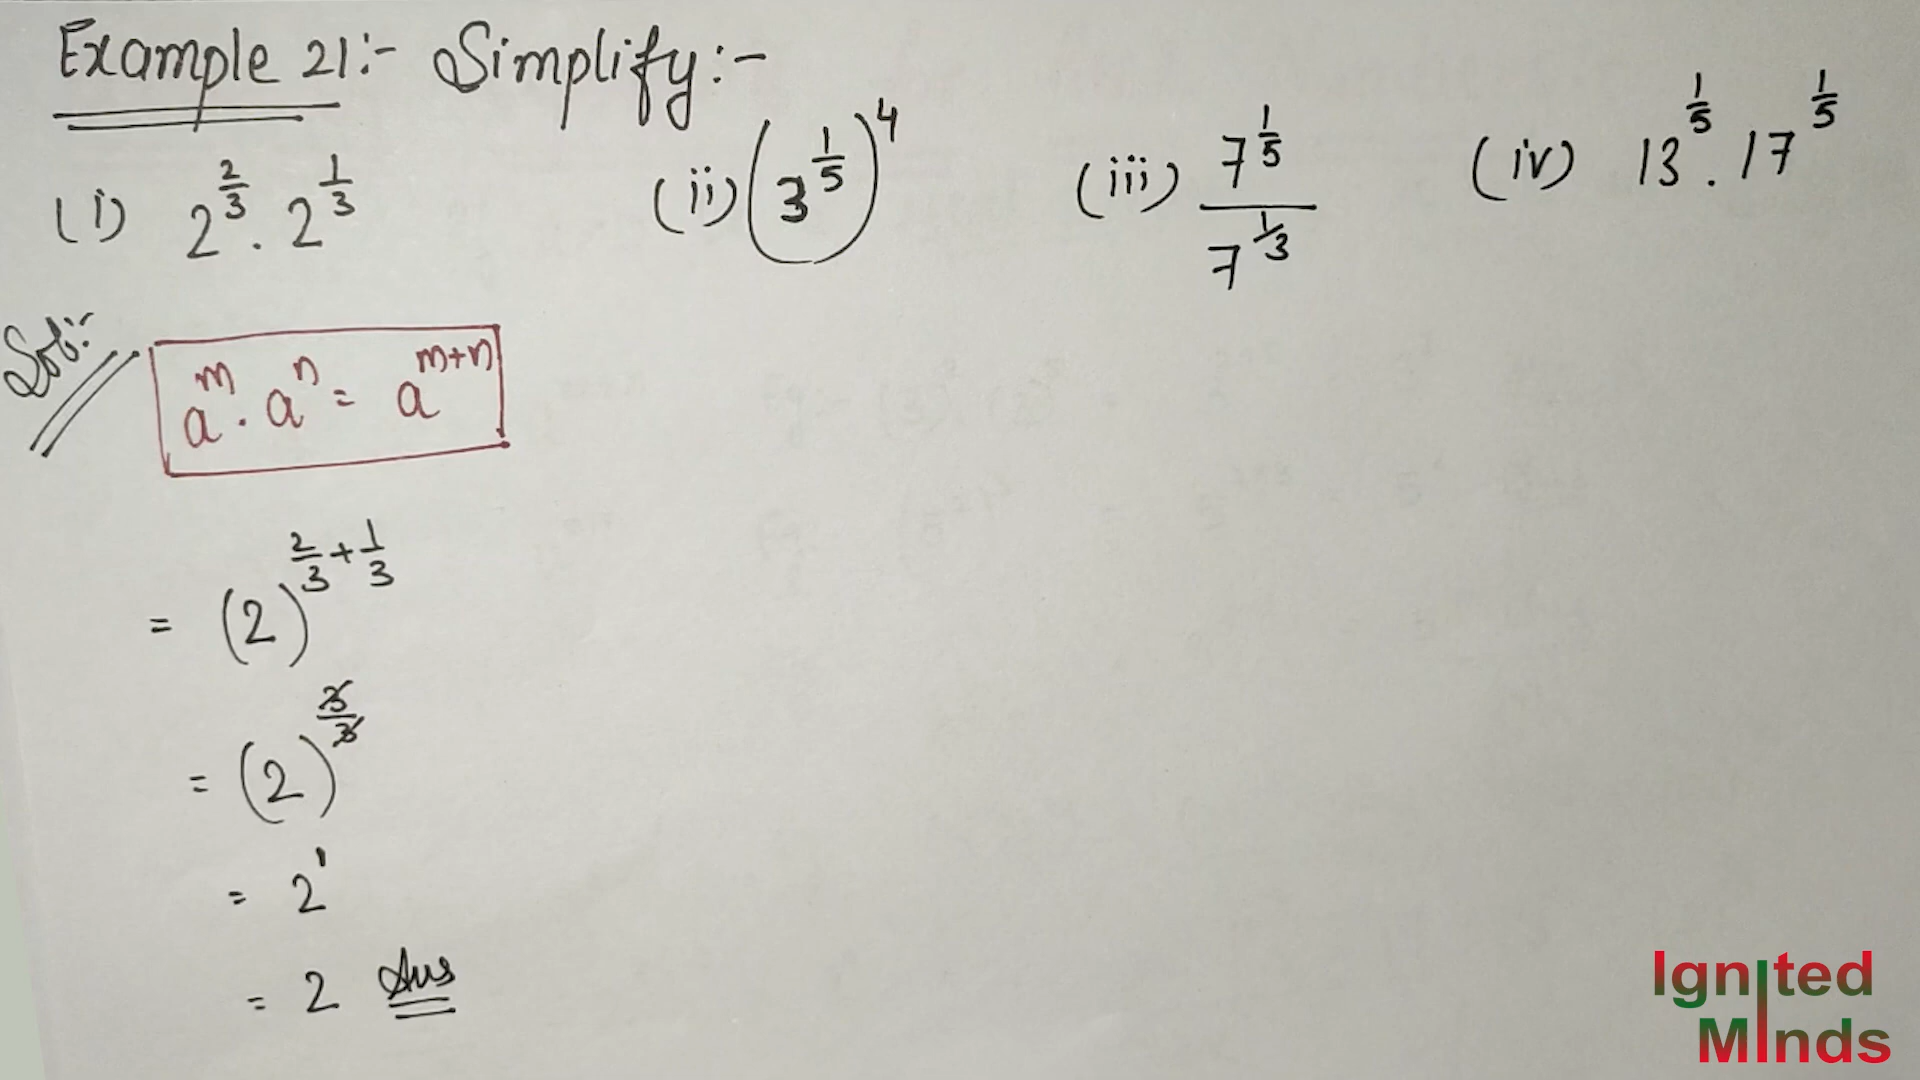 Example 21:- Simplify:-
(i) 2^(2/3) . 2^(1/3) (ii) (3^(1/5))^4 (iii) 7^(1/5) / 7^(1/3) (iv) 13^(1/5) . 17^(1/5)
Sol:-
a^m . a^n = a^(m+n)
= (2)^(2/3 + 1/3)
= (2)^(3/3)
= 2^1
= 2 Ans
Ignited
Minds